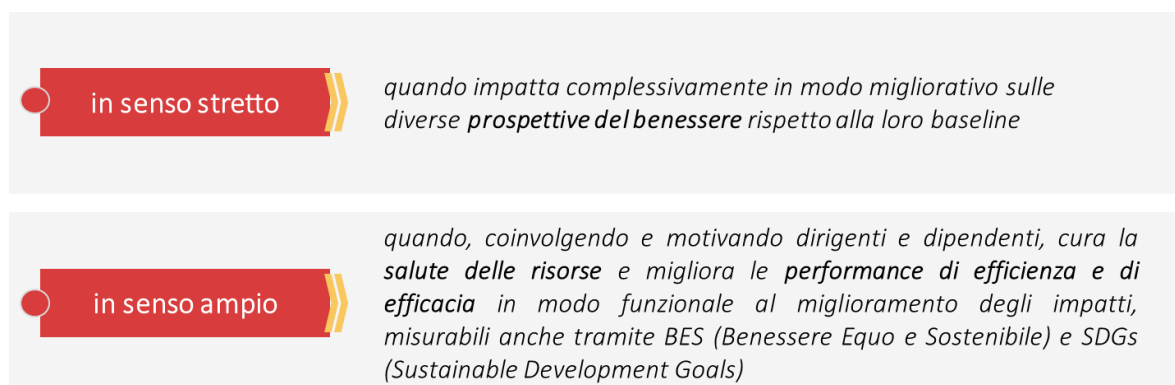 in senso stretto
quando impatta complessivamente in modo migliorativo sulle
diverse prospettive del benessere rispetto alla loro baseline
in senso ampio
quando, coinvolgendo e motivando dirigenti e dipendenti, cura la
salute delle risorse e migliora le performance di efficienza e di
efficacia in modo funzionale al miglioramento degli impatti,
misurabili anche tramite BES (Benessere Equo e Sostenibile) e SDGs
(Sustainable Development Goals)